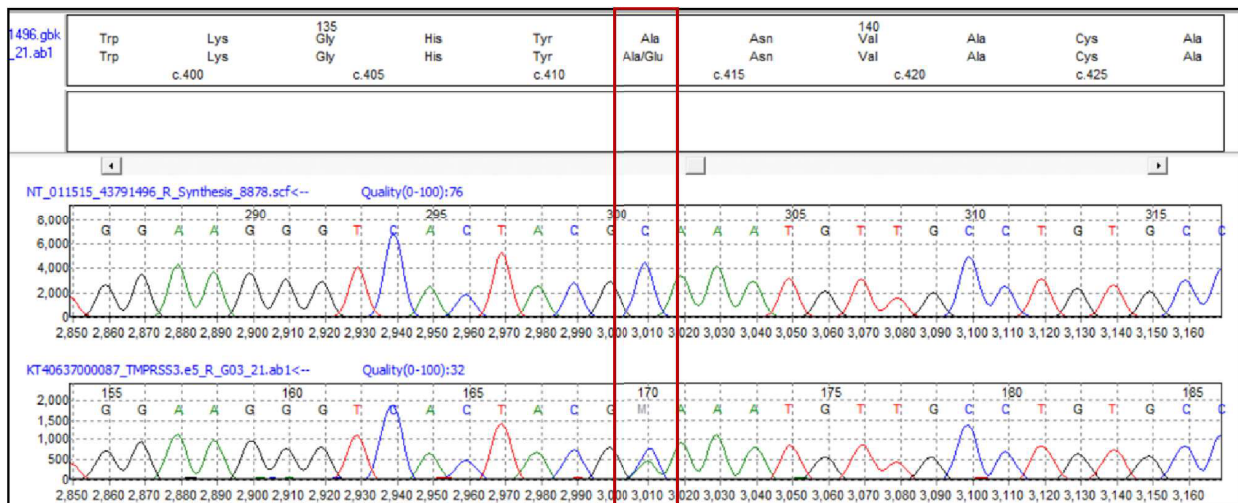 135 140
1496.gbk Trp Lys Gly His Tyr Ala Asn Val Ala Cys Ala
_21.ab1 Trp Lys Gly His Tyr Ala/Glu Asn Val Ala Cys Ala
c.400 c.405 c.410 c.415 c.420 c.425
NT_011515_43791496_R_Synthesis_8878.scf<-- Quality(0-100):76
290 295 300 305 310 315
8,000 G G A A G G G T C A C T A C G C A A A T G T T G C C T G T G C C
6,000
4,000
2,000
0
2,850 2,860 2,870 2,880 2,890 2,900 2,910 2,920 2,930 2,940 2,950 2,960 2,970 2,980 2,990 3,000 3,010 3,020 3,030 3,040 3,050 3,060 3,070 3,080 3,090 3,100 3,110 3,120 3,130 3,140 3,150 3,160
KT40637000087_TMPRSS3.e5_R_G03_21.ab1<-- Quality(0-100):32
155 160 165 170 175 180 185
2,000 G G A A G G G T C A C T A C G M A A A T G T T G C C T G T G C C
1,500
1,000
500
0
2,850 2,860 2,870 2,880 2,890 2,900 2,910 2,920 2,930 2,940 2,950 2,960 2,970 2,980 2,990 3,000 3,010 3,020 3,030 3,040 3,050 3,060 3,070 3,080 3,090 3,100 3,110 3,120 3,130 3,140 3,150 3,160